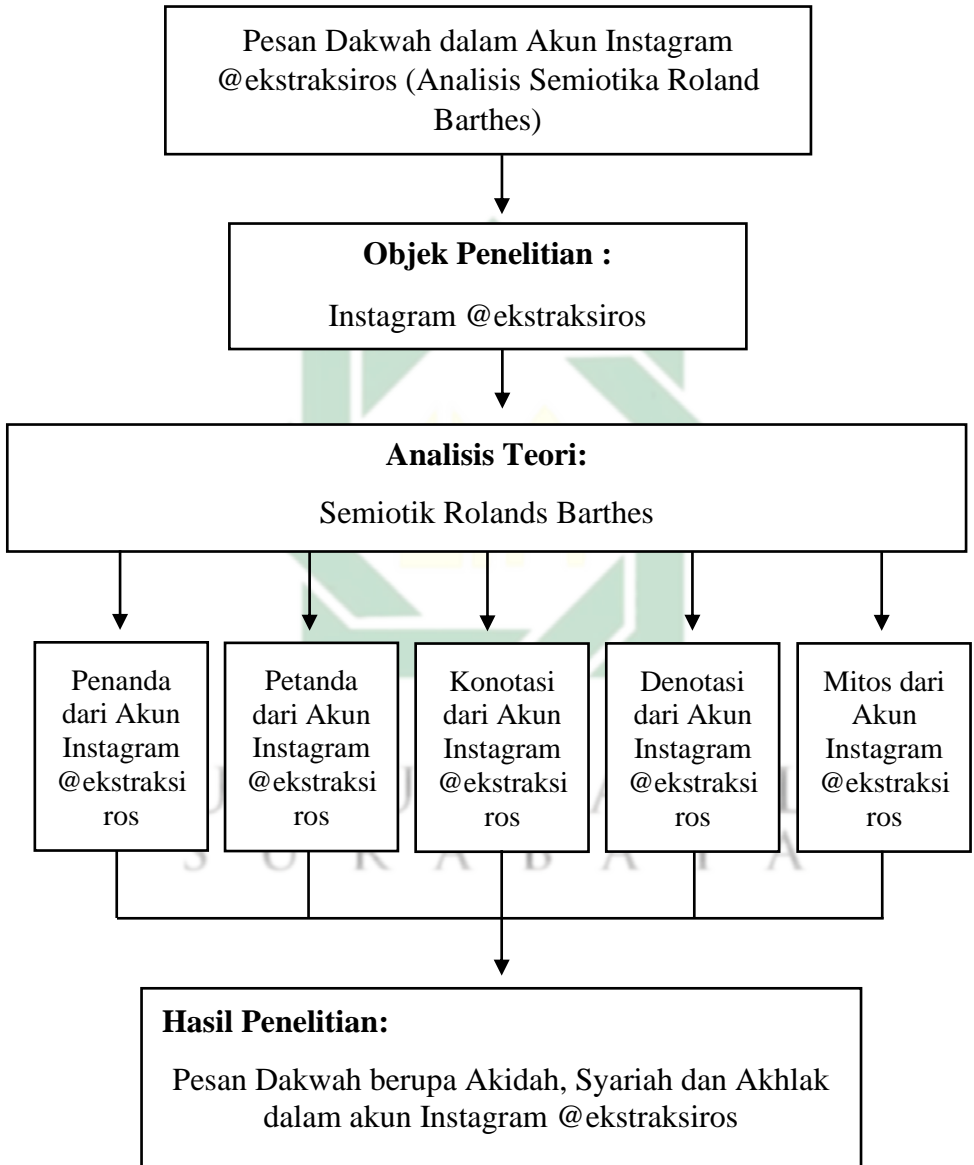 Pesan Dakwah dalam Akun Instagram
@ekstraksiros (Analisis Semiotika Roland
Barthes)
Objek Penelitian :
Instagram @ekstraksiros
Analisis Teori:
Semiotik Rolands Barthes
Penanda
dari Akun
Instagram
@ekstraksi
ros
Petanda
dari Akun
Instagram
@ekstraksi
ros
Konotasi
dari Akun
Instagram
@ekstraksi
ros
Denotasi
dari Akun
Instagram
@ekstraksi
ros
Mitos dari
Akun
Instagram
@ekstraksi
ros
S U R A B A Y A
Hasil Penelitian:
Pesan Dakwah berupa Akidah, Syariah dan Akhlak
dalam akun Instagram @ekstraksiros